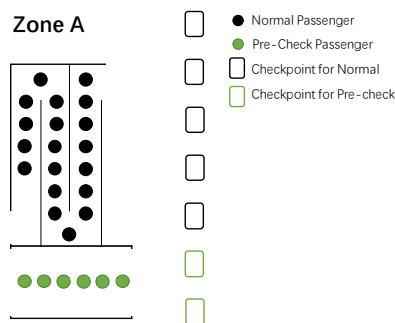 Zone A
Normal Passenger
Pre-Check Passenger
Checkpoint for Normal
Checkpoint for Pre-check